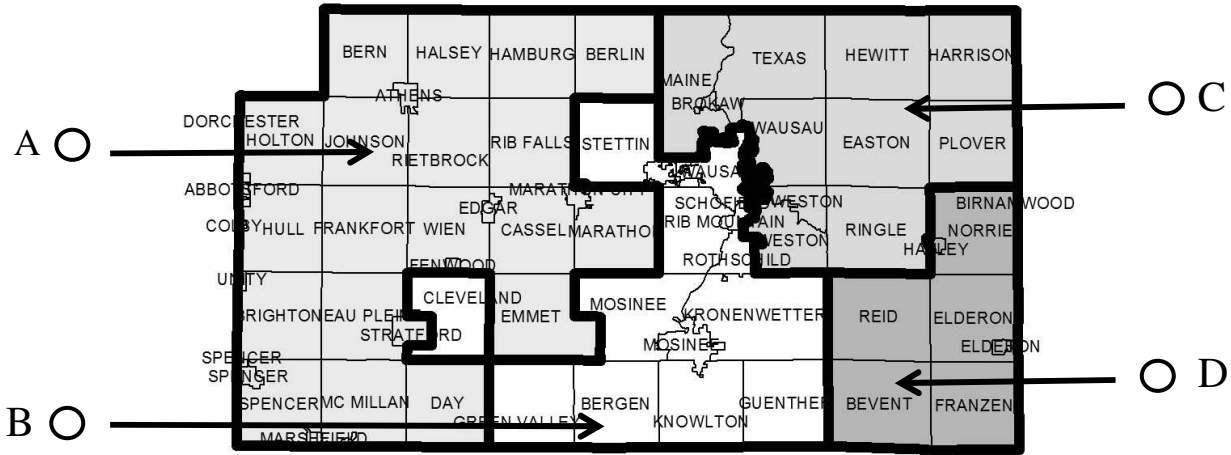 BERN HALSEY HAMBURG BERLIN TEXAS HEWITT HARRISON
MAINE
ATHENS BROKAW
C
DORCHESTER
HOLTON JOHNSON RIETBROCK RIB FALLS STETTIN WAUSAU EASTON PLOVER
A
WAUSAU
ABBOTSFORD MARATHON CITY
EDGAR SCHOFIELD WESTON BIRNAMWOOD
COLBY HULL FRANKFORT WIEN CASSEL MARATHON RIB MOUNTAIN RINGLE NORRIE
WESTON HATLEY
FENWOOD ROTHSCHILD
UNITY
CLEVELAND MOSINEE
BRIGHTON EAU PLEINE EMMET KRONENWETTER REID ELDERON
STRATFORD MOSINEE ELDERON
SPENCER
SPENCER D
SPENCER MC MILLAN DAY BERGEN GUENTHER BEVENT FRANZEN
B GREEN VALLEY KNOWLTON
MARSHFIELD